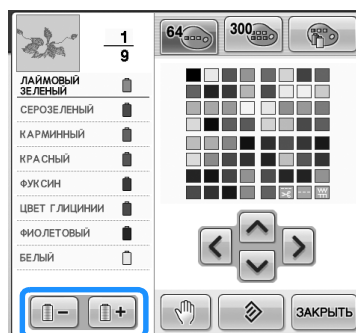 1
9
64
300
ЛАЙМОВЫЙ
ЗЕЛЕНЫЙ
СЕРОЗЕЛЕНЫЙ
КАРМИННЫЙ
КРАСНЫЙ
ФУКСИН
ЦВЕТ ГЛИЦИНИИ
ФИОЛЕТОВЫЙ
БЕЛЫЙ
ЗАКРЫТЬ